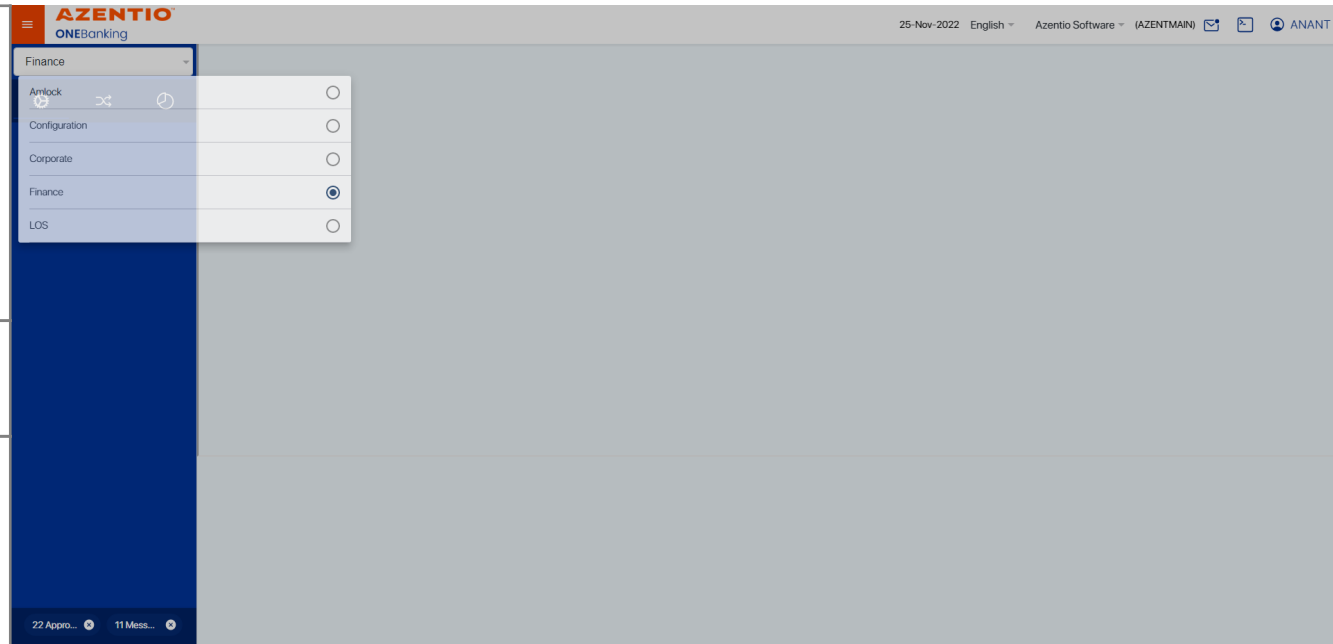 AZENTIO™
ONEBanking
25-Nov-2022 English Azentio Software (AZENTMAIN) ANANT
Finance
Amlock
Configuration
Corporate
Finance
LOS
22 Appro... 11 Mess...